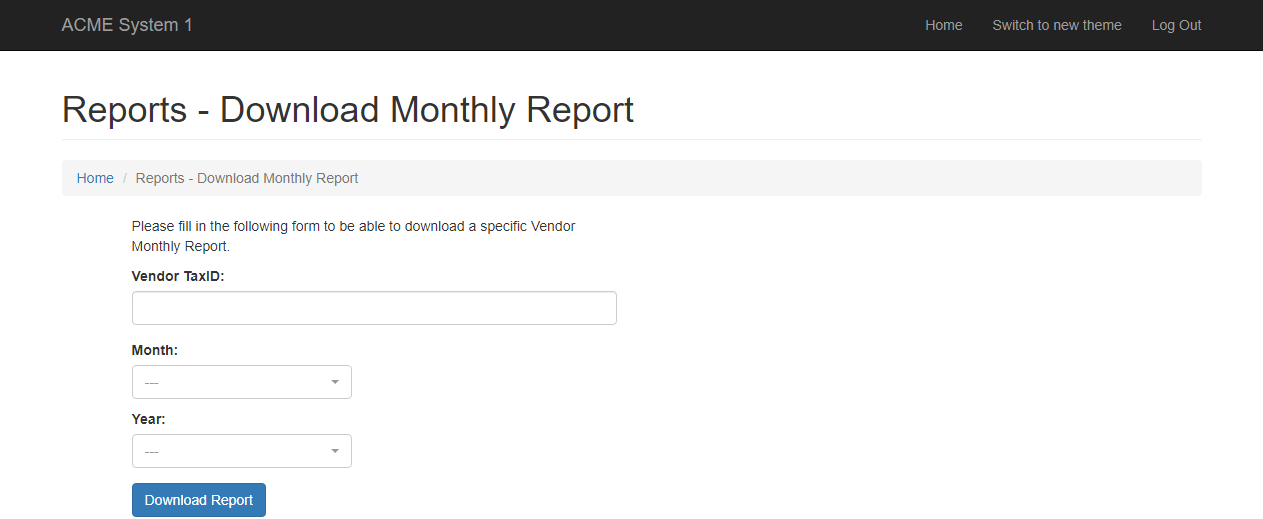 ACME System 1 Home Switch to new theme Log Out
Reports - Download Monthly Report
Home / Reports - Download Monthly Report
Please fill in the following form to be able to download a specific Vendor
Monthly Report.
Vendor TaxID:
Month:
---
Year:
---
Download Report